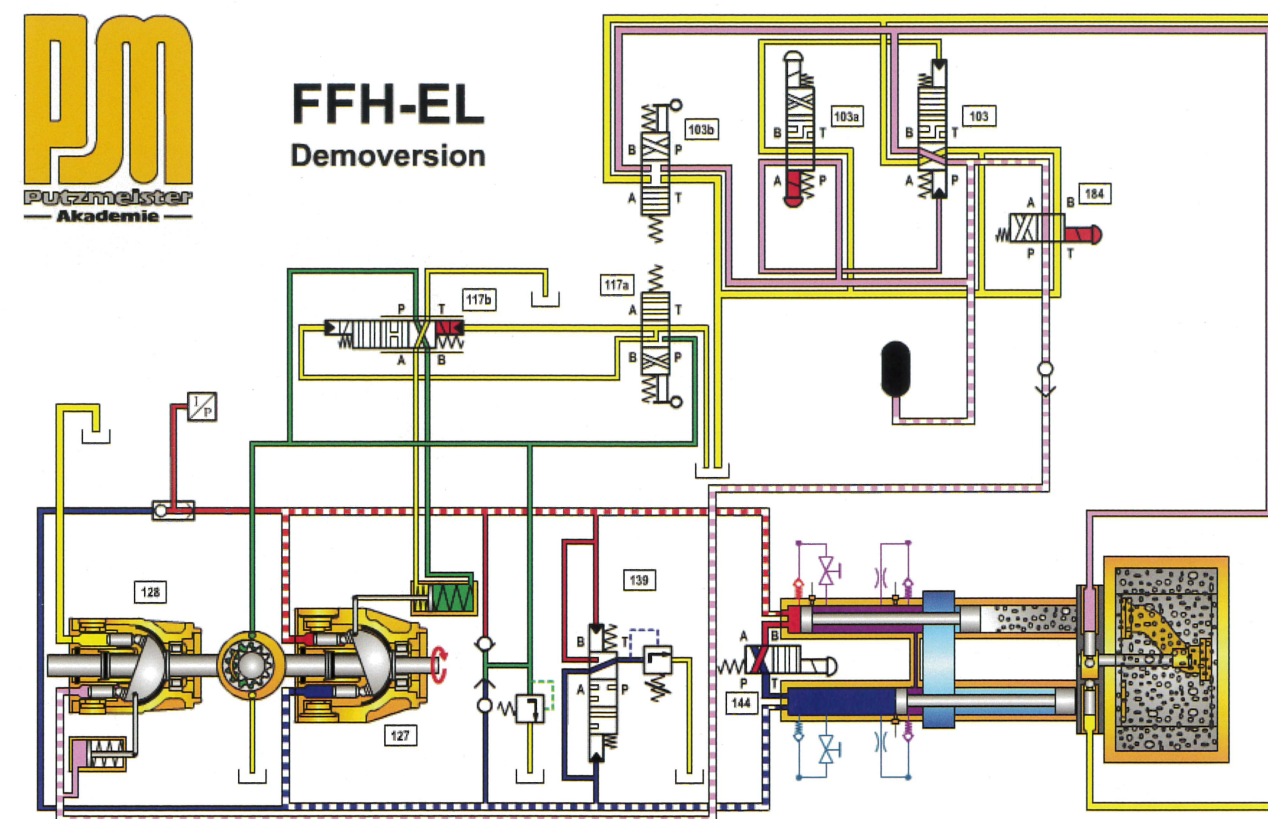 PM
Putzmeister
Akademie
FFH-EL
Demoversion
103b
B P
A T
103a
B T
A P
103
B T
A P
184
A B
P T
117b
P T
A B
117a
A T
B P
I/P
128
127
139
B T
A P
A B
P T
144